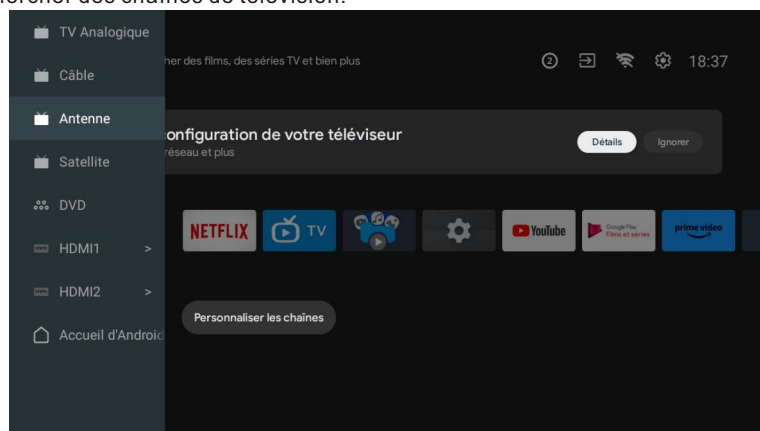 TV Analogique
her des films, des séries TV et bien plus
2
18:37
Câble
Antenne
onfiguration de votre téléviseur
réseau et plus
Détails
Ignorer
Satellite
DVD
NETFLIX
TV
YouTube
Google Play
Films et séries
prime video
HDMI1 >
HDMI2 >
Personnaliser les chaînes
Accueil d'Android